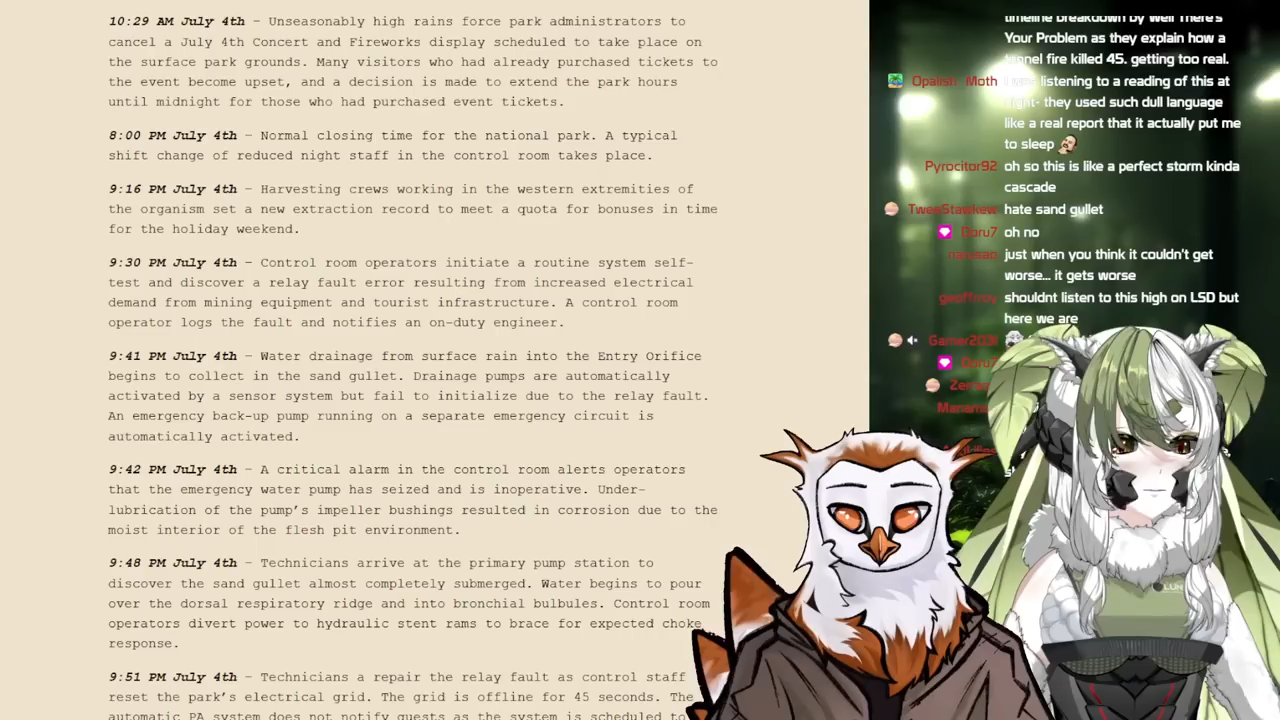 10:29 AM July 4th – Unseasonably high rains force park administrators to
cancel a July 4th Concert and Fireworks display scheduled to take place on
the surface park grounds. Many visitors who had already purchased tickets to
the event become upset, and a decision is made to extend the park hours
until midnight for those who had purchased event tickets.
8:00 PM July 4th – Normal closing time for the national park. A typical
shift change of reduced night staff in the control room takes place.
9:16 PM July 4th – Harvesting crews working in the western extremities of
the organism set a new extraction record to meet a quota for bonuses in time
for the holiday weekend.
9:30 PM July 4th – Control room operators initiate a routine system self-
test and discover a relay fault error resulting from increased electrical
demand from mining equipment and tourist infrastructure. A control room
operator logs the fault and notifies an on-duty engineer.
9:41 PM July 4th – Water drainage from surface rain into the Entry Orifice
begins to collect in the sand gullet. Drainage pumps are automatically
activated by a sensor system but fail to initialize due to the relay fault.
An emergency back-up pump running on a separate emergency circuit is
automatically activated.
9:42 PM July 4th – A critical alarm in the control room alerts operators
that the emergency water pump has seized and is inoperative. Under-
lubrication of the pump’s impeller bushings resulted in corrosion due to the
moist interior of the flesh pit environment.
9:48 PM July 4th – Technicians arrive at the primary pump station to
discover the sand gullet almost completely submerged. Water begins to pour
over the dorsal respiratory ridge and into bronchial bulbules. Control room
operators divert power to hydraulic stent rams to brace for expected choke
response.
9:51 PM July 4th – Technicians a repair the relay fault as control staff
reset the park’s electrical grid. The grid is offline for 45 seconds. The
automatic PA system does not notify guests as the system is scheduled to
timeline breakdown by Well There's
Your Problem as they explain how a
fire killed 45. getting too real.
Opalish Moth listening to a reading of this at
they used such dull language
like a real report that it actually put me
to sleep
Pyrocitor92 oh so this is like a perfect storm kinda
cascade
TweeStawkew hate sand gullet
Doru7 oh no
just when you think it couldn't get
worse... it gets worse
geoffroy shouldnt listen to this high on LSD but
here we are
Gamer2031
Doru7